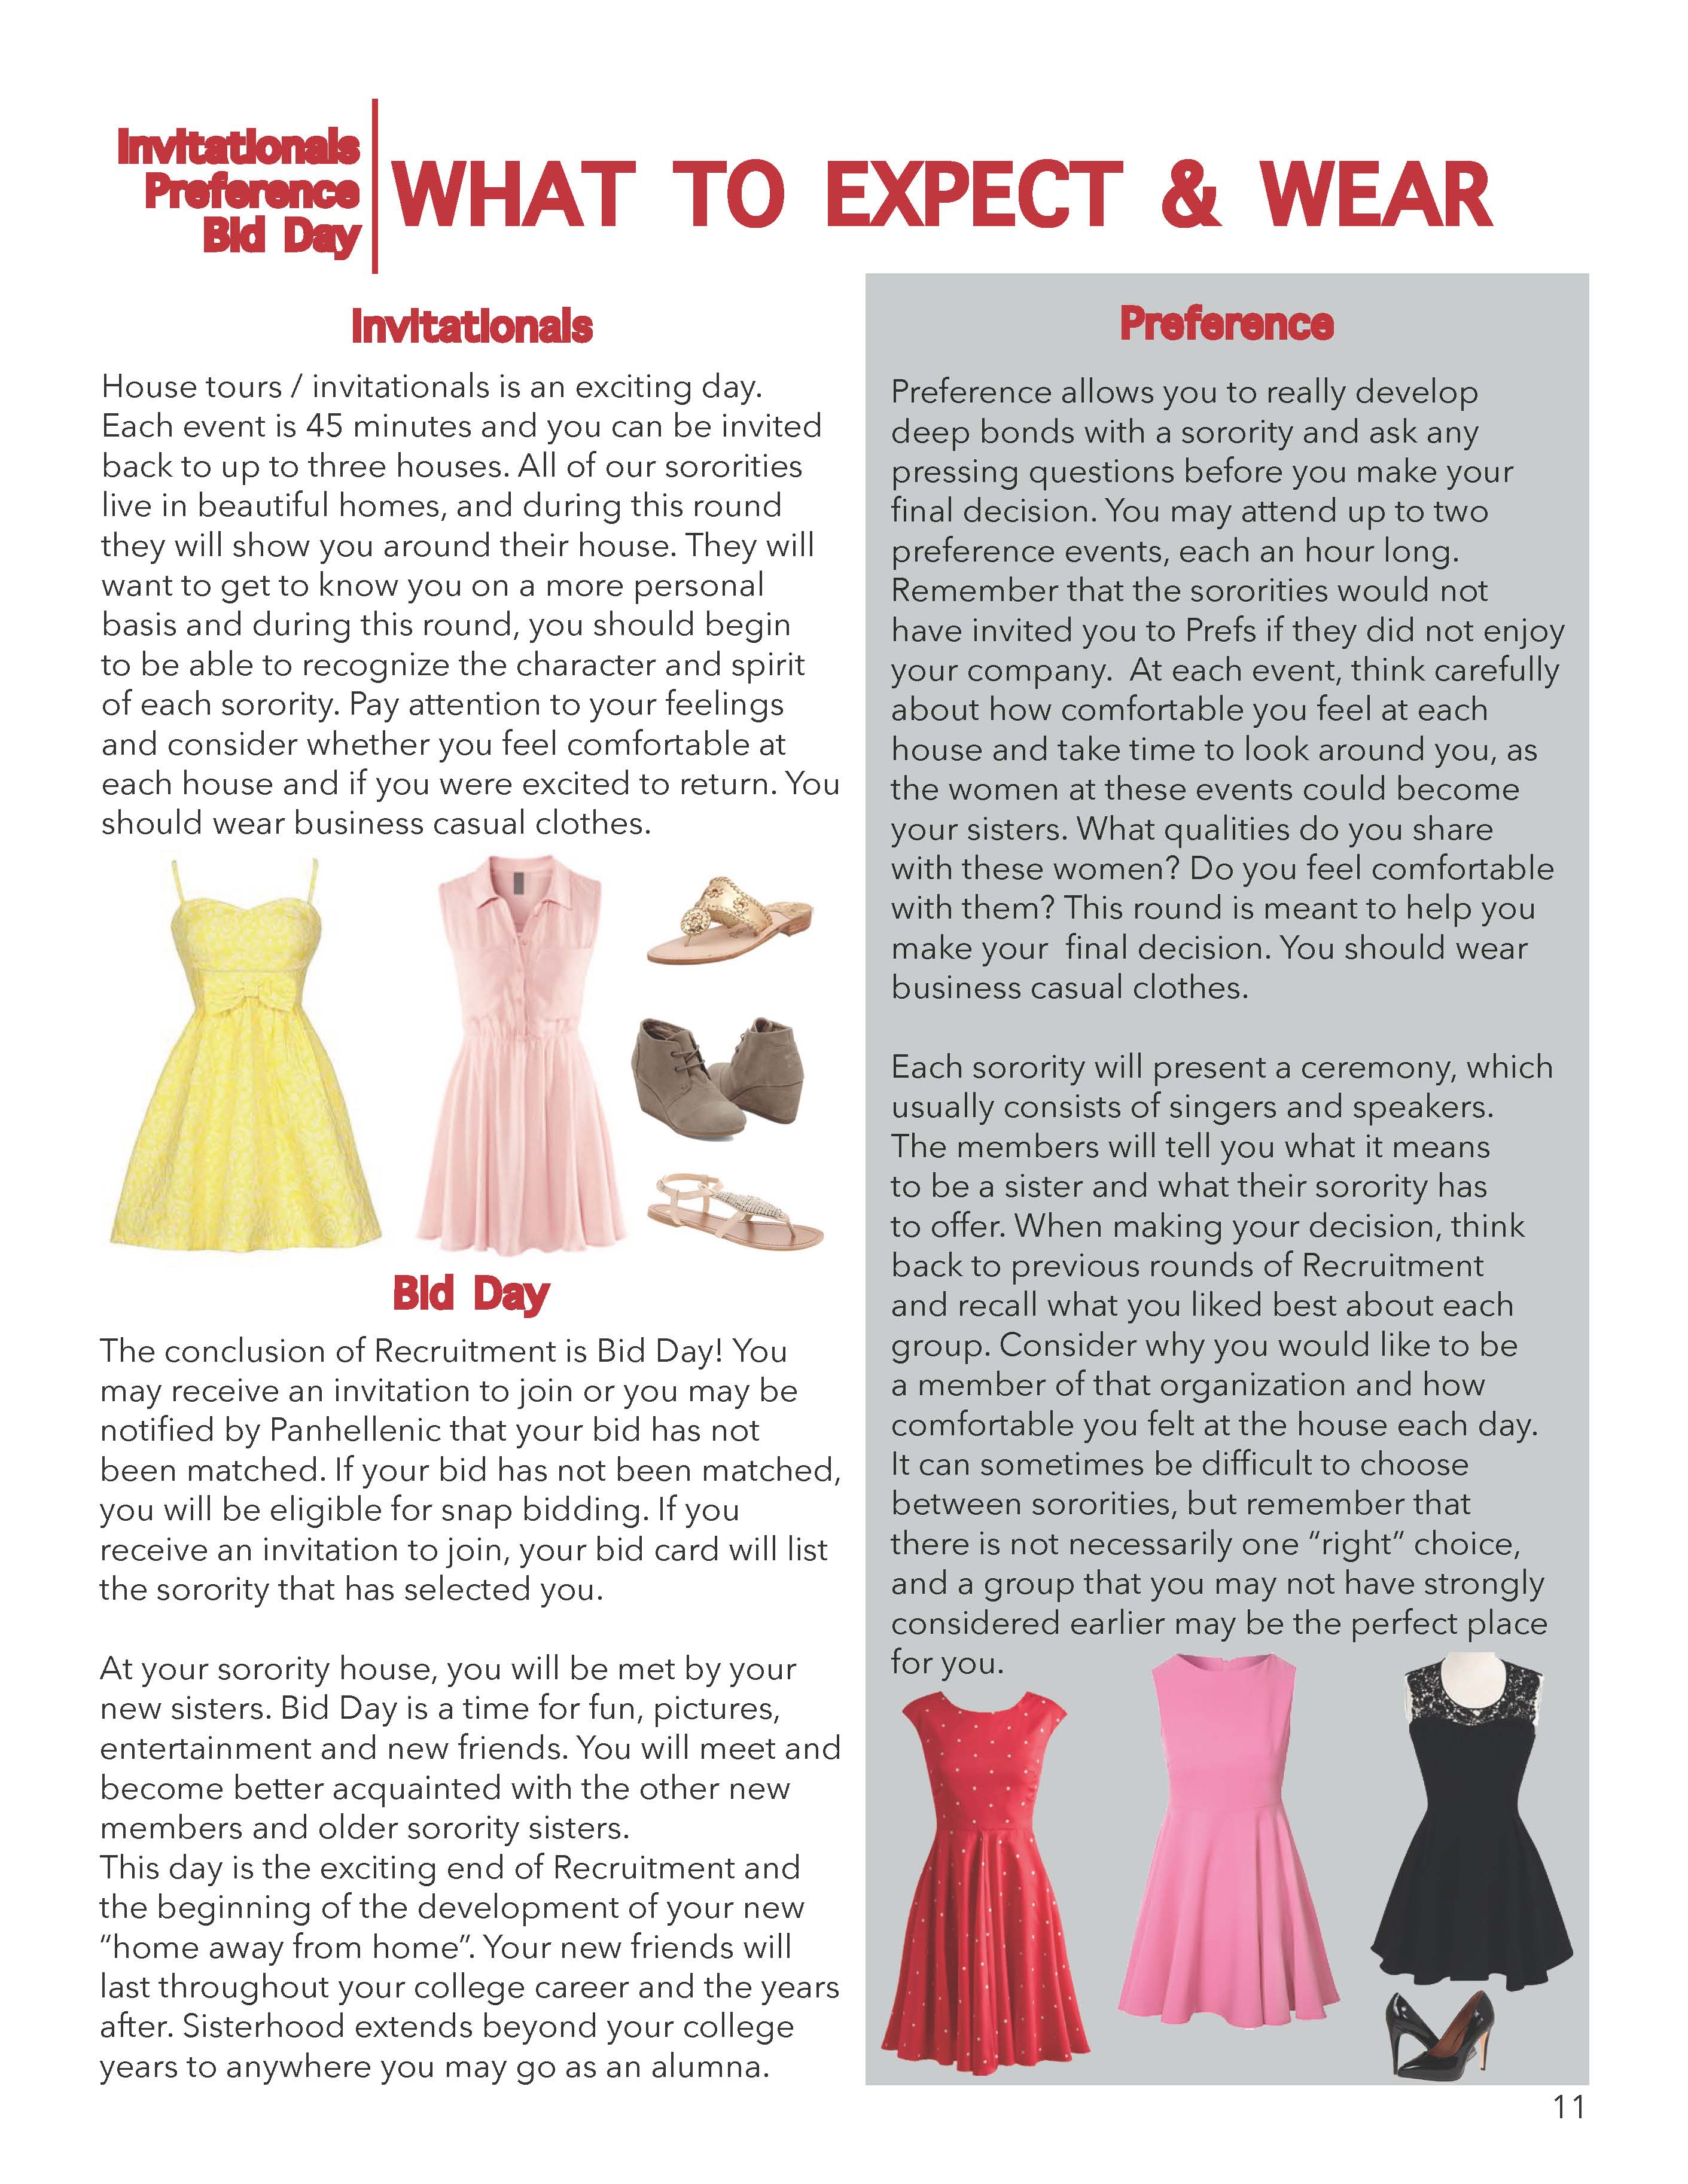 Invitationals
Preference
Bid Day
WHAT TO EXPECT & WEAR
Invitationals
House tours / invitationals is an exciting day.
Each event is 45 minutes and you can be invited
back to up to three houses. All of our sororities
live in beautiful homes, and during this round
they will show you around their house. They will
want to get to know you on a more personal
basis and during this round, you should begin
to be able to recognize the character and spirit
of each sorority. Pay attention to your feelings
and consider whether you feel comfortable at
each house and if you were excited to return. You
should wear business casual clothes.
Bid Day
The conclusion of Recruitment is Bid Day! You
may receive an invitation to join or you may be
notified by Panhellenic that your bid has not
been matched. If your bid has not been matched,
you will be eligible for snap bidding. If you
receive an invitation to join, your bid card will list
the sorority that has selected you.
At your sorority house, you will be met by your
new sisters. Bid Day is a time for fun, pictures,
entertainment and new friends. You will meet and
become better acquainted with the other new
members and older sorority sisters.
This day is the exciting end of Recruitment and
the beginning of the development of your new
“home away from home”. Your new friends will
last throughout your college career and the years
after. Sisterhood extends beyond your college
years to anywhere you may go as an alumna.
Preference
Preference allows you to really develop
deep bonds with a sorority and ask any
pressing questions before you make your
final decision. You may attend up to two
preference events, each an hour long.
Remember that the sororities would not
have invited you to Prefs if they did not enjoy
your company.  At each event, think carefully
about how comfortable you feel at each
house and take time to look around you, as
the women at these events could become
your sisters. What qualities do you share
with these women? Do you feel comfortable
with them? This round is meant to help you
make your  final decision. You should wear
business casual clothes.
Each sorority will present a ceremony, which
usually consists of singers and speakers.
The members will tell you what it means
to be a sister and what their sorority has
to offer. When making your decision, think
back to previous rounds of Recruitment
and recall what you liked best about each
group. Consider why you would like to be
a member of that organization and how
comfortable you felt at the house each day.
It can sometimes be difficult to choose
between sororities, but remember that
there is not necessarily one “right” choice,
and a group that you may not have strongly
considered earlier may be the perfect place
for you.
11